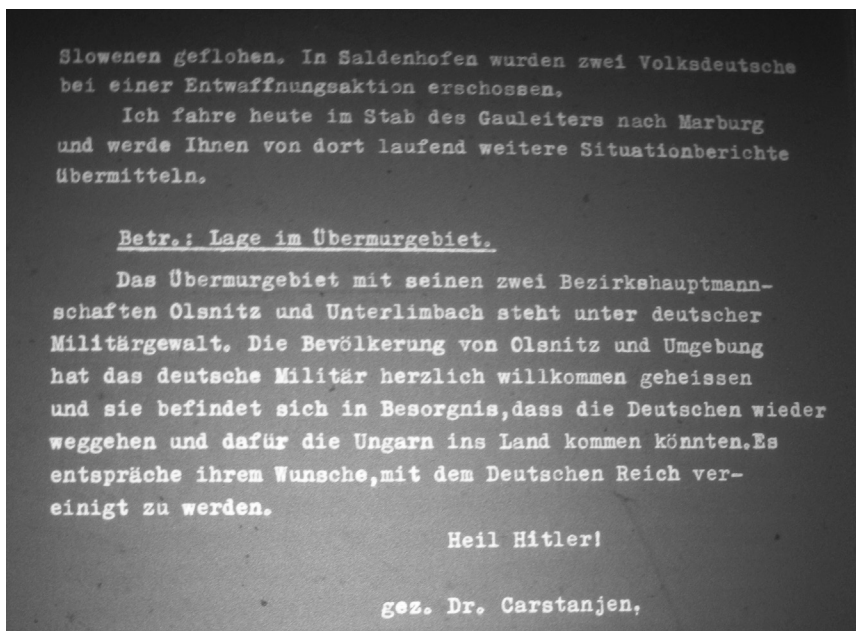 Slowenen geflohen. In Saldenhofen wurden zwei Volksdeutsche
bei einer Entwaffnungsaktion erschossen.
Ich fahre heute im Stab des Gauleiters nach Marburg
und werde Ihnen von dort laufend weitere Situationberichte
übermitteln.
Betr.: Lage im Übermurgebiet.
Das Übermurgebiet mit seinen zwei Bezirkshauptmann-
schaften Olsnitz und Unterlimbach steht unter deutscher
Militärgewalt. Die Bevölkerung von Olsnitz und Umgebung
hat das deutsche Militär herzlich willkommen geheissen
und sie befindet sich in Besorgnis,dass die Deutschen wieder
weggehen und dafür die Ungarn ins Land kommen könnten.Es
entspräche ihrem Wunsche,mit dem Deutschen Reich ver-
einigt zu werden.
Heil Hitler!
gez. Dr. Carstanjen.